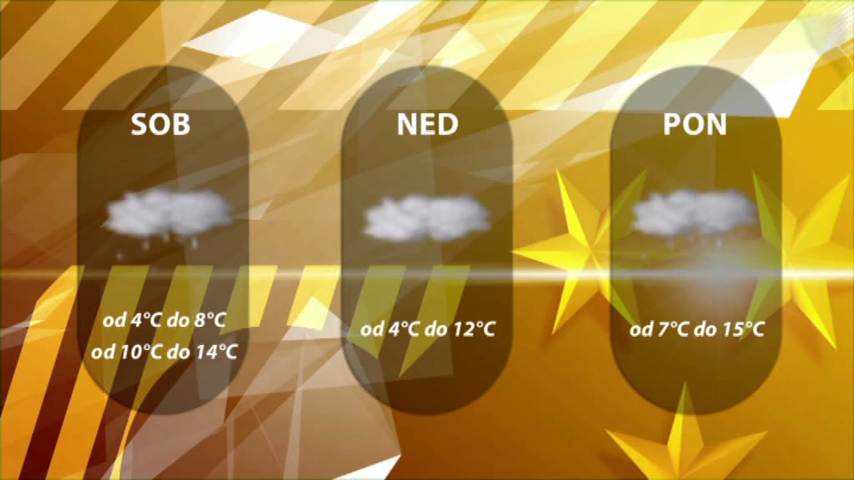 SOB
od 4°C do 8°C
od 10°C do 14°C
NED
od 4°C do 12°C
PON
od 7°C do 15°C